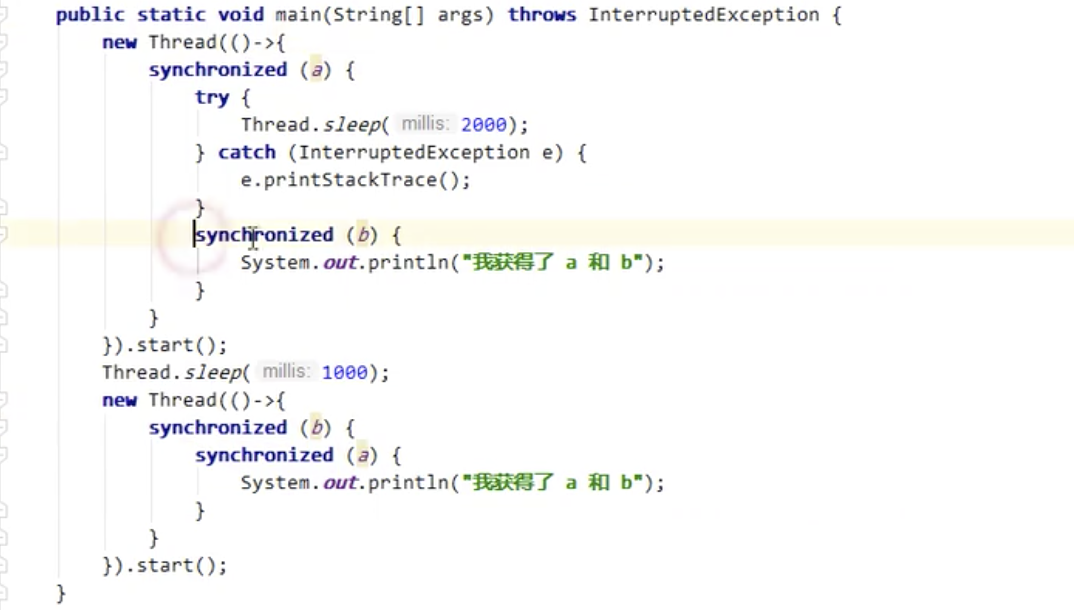 public static void main(String[] args) throws InterruptedException {
new Thread(()->{
synchronized (a) {
try {
Thread.sleep( millis: 2000);
} catch (InterruptedException e) {
e.printStackTrace();
}
synchronized (b) {
System.out.println("我获得了 a 和 b");
}
}
}).start();
Thread.sleep( millis: 1000);
new Thread(()->{
synchronized (b) {
synchronized (a) {
System.out.println("我获得了 a 和 b");
}
}
}).start();
}